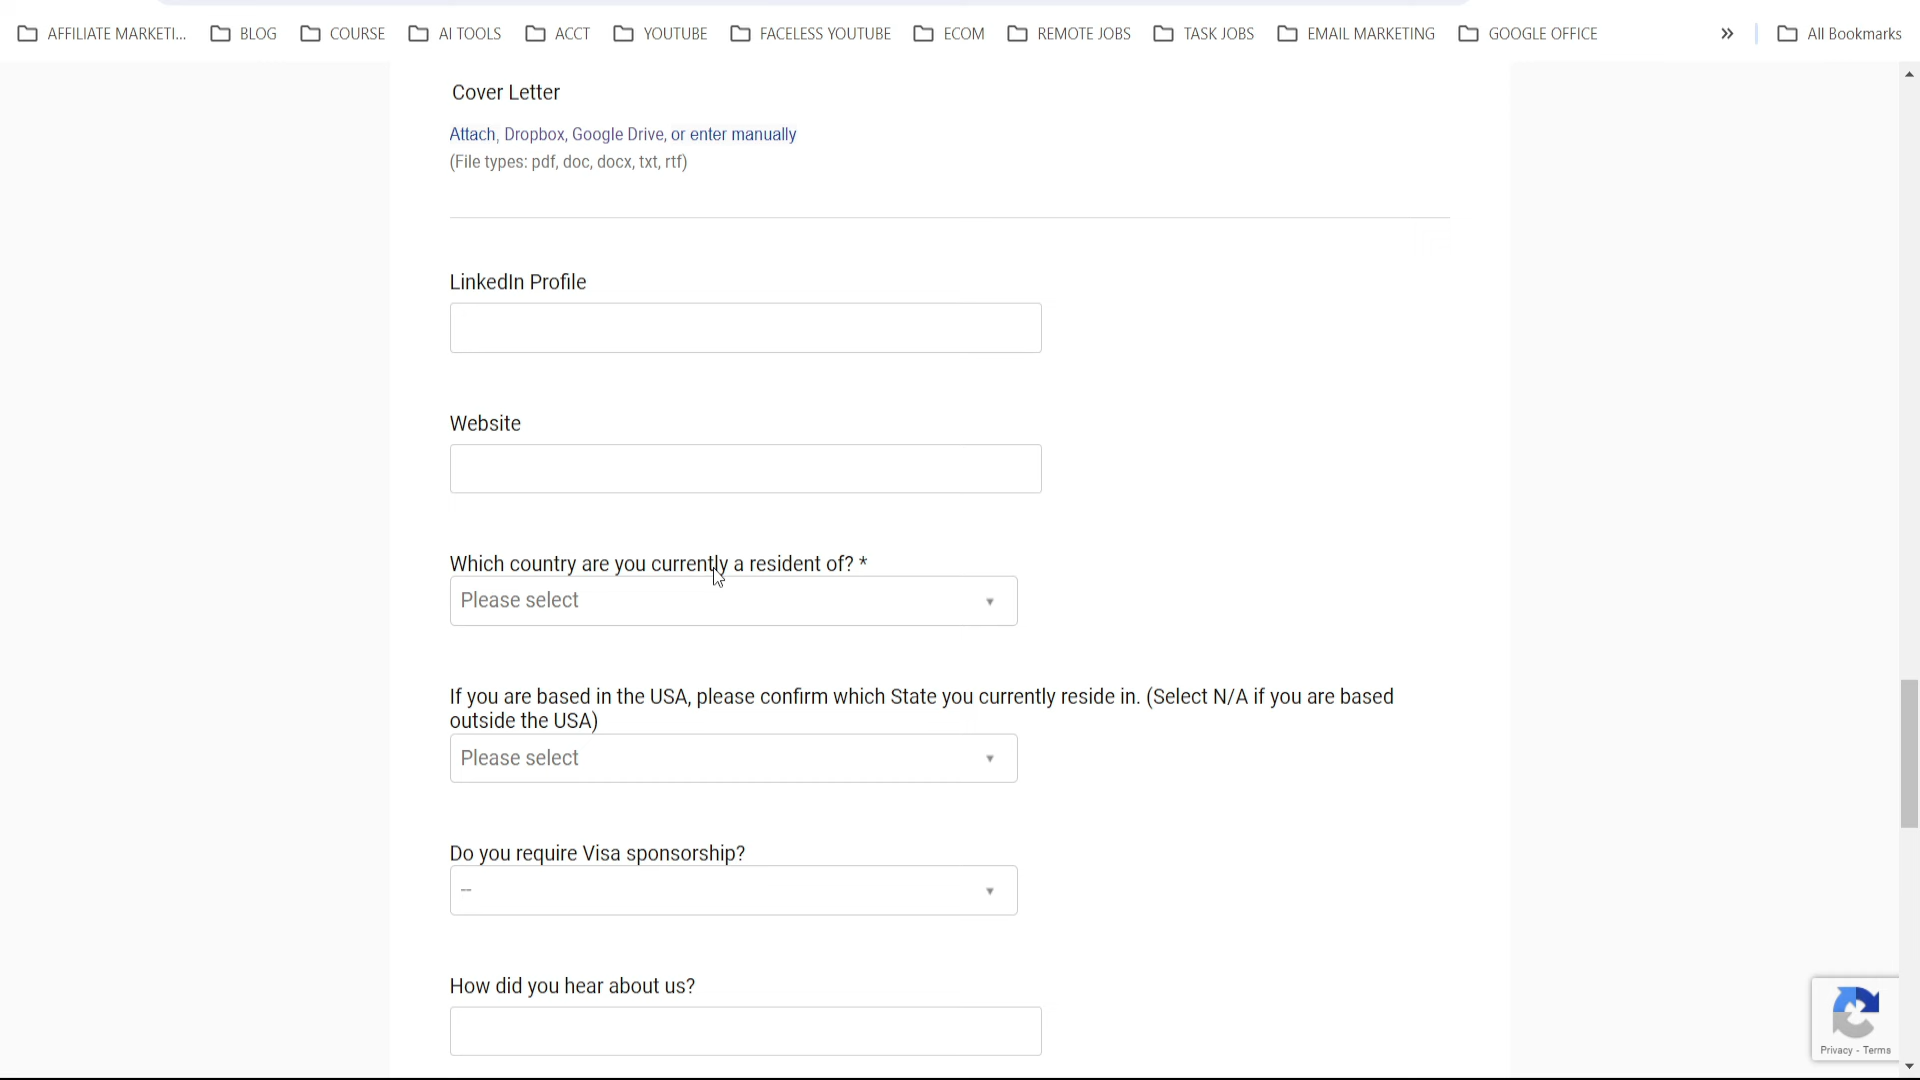 AFFILIATE MARKETI... BLOG COURSE AI TOOLS ACCT YOUTUBE FACELESS YOUTUBE ECOM REMOTE JOBS TASK JOBS EMAIL MARKETING GOOGLE OFFICE » All Bookmarks
Cover Letter
Attach, Dropbox, Google Drive, or enter manually
(File types: pdf, doc, docx, txt, rtf)
LinkedIn Profile
Website
Which country are you currently a resident of? *
Please select
If you are based in the USA, please confirm which State you currently reside in. (Select N/A if you are based
outside the USA)
Please select
Do you require Visa sponsorship?
--
How did you hear about us?
Privacy - Terms